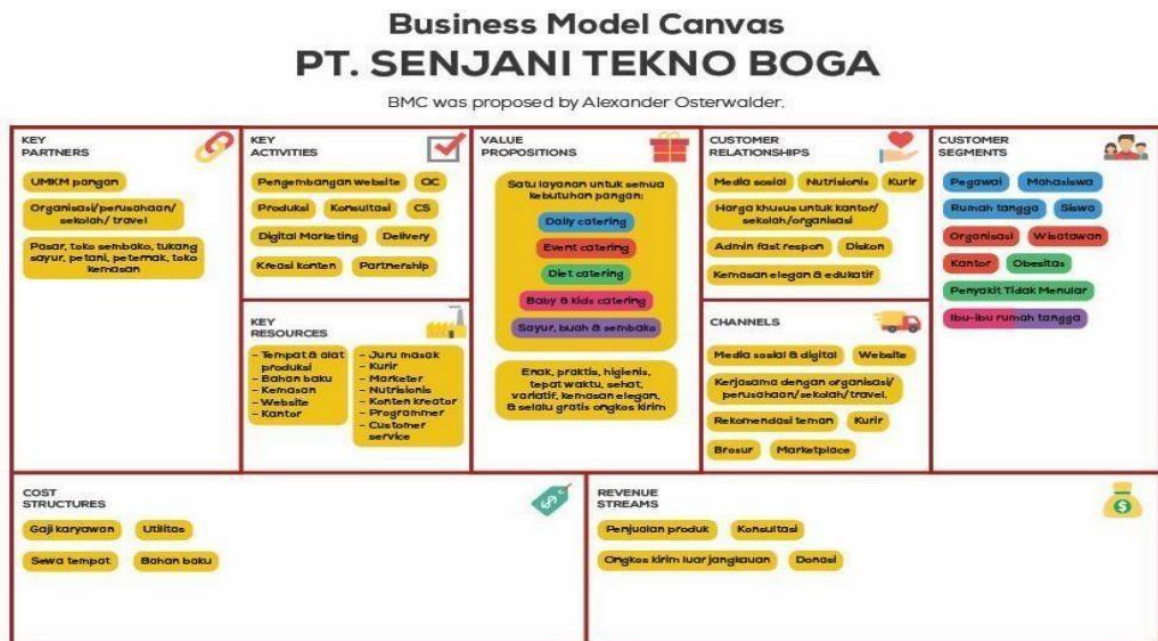 Business Model Canvas
PT. SENJANI TEKNO BOGA
BMC was proposed by Alexander Osterwalder.
KEY
PARTNERS
UMKM pangan
Organisasi/perusahaan/
sekolah/ travel
Pasar, toko sembako, tukang
sayur, petani, peternak, toko
kemasan
KEY
ACTIVITIES
Pengembangan website
QC
Produksi
Konsultasi
CS
Digital Marketing
Delivery
Kreasi konten
Partnership
KEY
RESOURCES
- Tempat & alat
produksi
- Bahan baku
- Kemasan
- Website
- Kantor
- Juru masak
- Kurir
- Marketer
- Nutrisionis
- Konten kreator
- Programmer
- Customer
service
VALUE
PROPOSITIONS
Satu layanan untuk semua
kebutuhan pangan:
Daily catering
Event catering
Diet catering
Baby & kids catering
Sayur, buah & sembako
Enak, praktis, higienis,
tepat waktu, sehat,
variatif, kemasan elegan,
& selalu gratis ongkos kirim
CUSTOMER
RELATIONSHIPS
Media sosial
Nutrisionis
Kurir
Harga khusus untuk kantor/
sekolah/organisasi
Admin fast respon
Diskon
Kemasan elegan & edukatif
CHANNELS
Media sosial & digital
Website
Kerjasama dengan organisasi/
perusahaan/sekolah/travel.
Rekomendasi teman
Kurir
Brosur
Marketplace
CUSTOMER
SEGMENTS
Pegawai
Mahasiswa
Rumah tangga
Siswa
Organisasi
Wisatawan
Kantor
Obesitas
Penyakit Tidak Menular
Ibu-ibu rumah tangga
COST
STRUCTURES
Gaji karyawan
Utilitas
Sewa tempat
Bahan baku
REVENUE
STREAMS
Penjualan produk
Konsultasi
Ongkos kirim luar jangkauan
Donasi